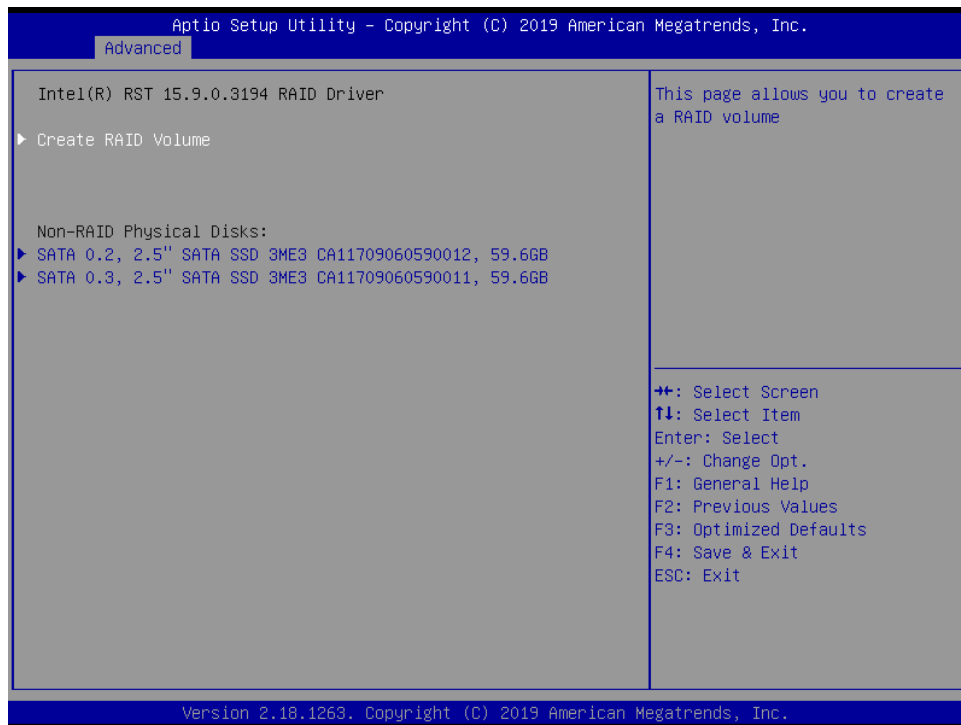 Aptio Setup Utility – Copyright (C) 2019 American Megatrends, Inc.
Advanced
Intel(R) RST 15.9.0.3194 RAID Driver
▶ Create RAID Volume
Non-RAID Physical Disks:
▶ SATA 0.2, 2.5" SATA SSD 3ME3 CA11709060590012, 59.6GB
▶ SATA 0.3, 2.5" SATA SSD 3ME3 CA11709060590011, 59.6GB
This page allows you to create
a RAID volume
→←: Select Screen
↑↓: Select Item
Enter: Select
+/-: Change Opt.
F1: General Help
F2: Previous Values
F3: Optimized Defaults
F4: Save & Exit
ESC: Exit
Version 2.18.1263. Copyright (C) 2019 American Megatrends, Inc.